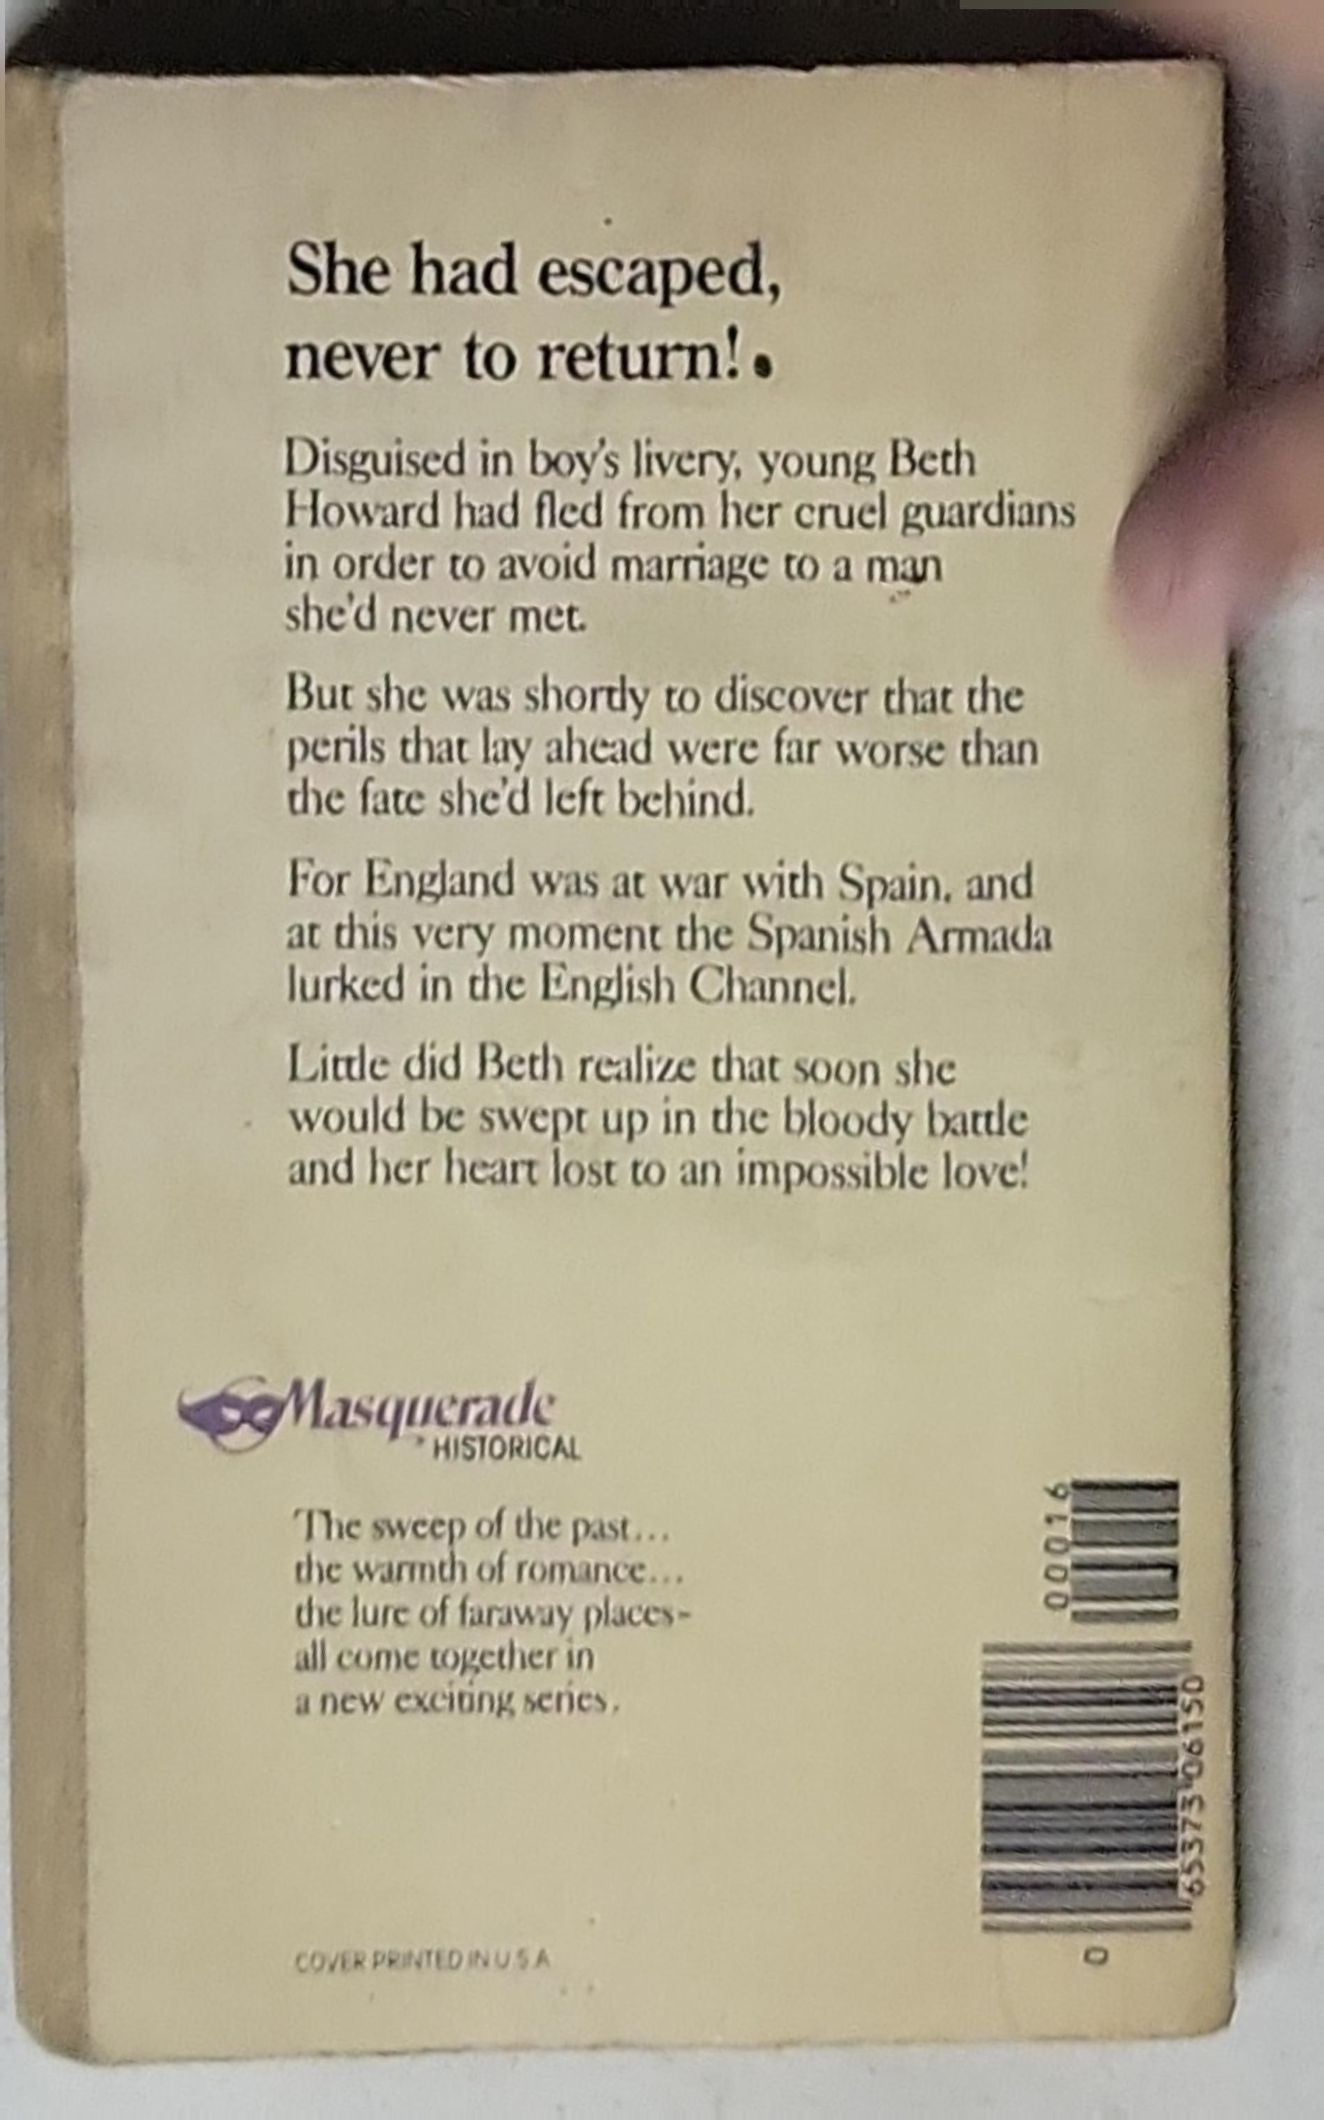 She had escaped,
never to return!
Disguised in boy's livery, young Beth
Howard had fled from her cruel guardians
in order to avoid marriage to a man
she'd never met.
But she was shortly to discover that the
perils that lay ahead were far worse than
the fate she'd left behind.
For England was at war with Spain, and
at this very moment the Spanish Armada
lurked in the English Channel.
Little did Beth realize that soon she
would be swept up in the bloody battle
and her heart lost to an impossible love!
Masquerade
HISTORICAL
The sweep of the past...
the warmth of romance...
the lure of faraway places-
all come together in
a new exciting series.
00016
65373 06150
0
COVER PRINTED IN U S A